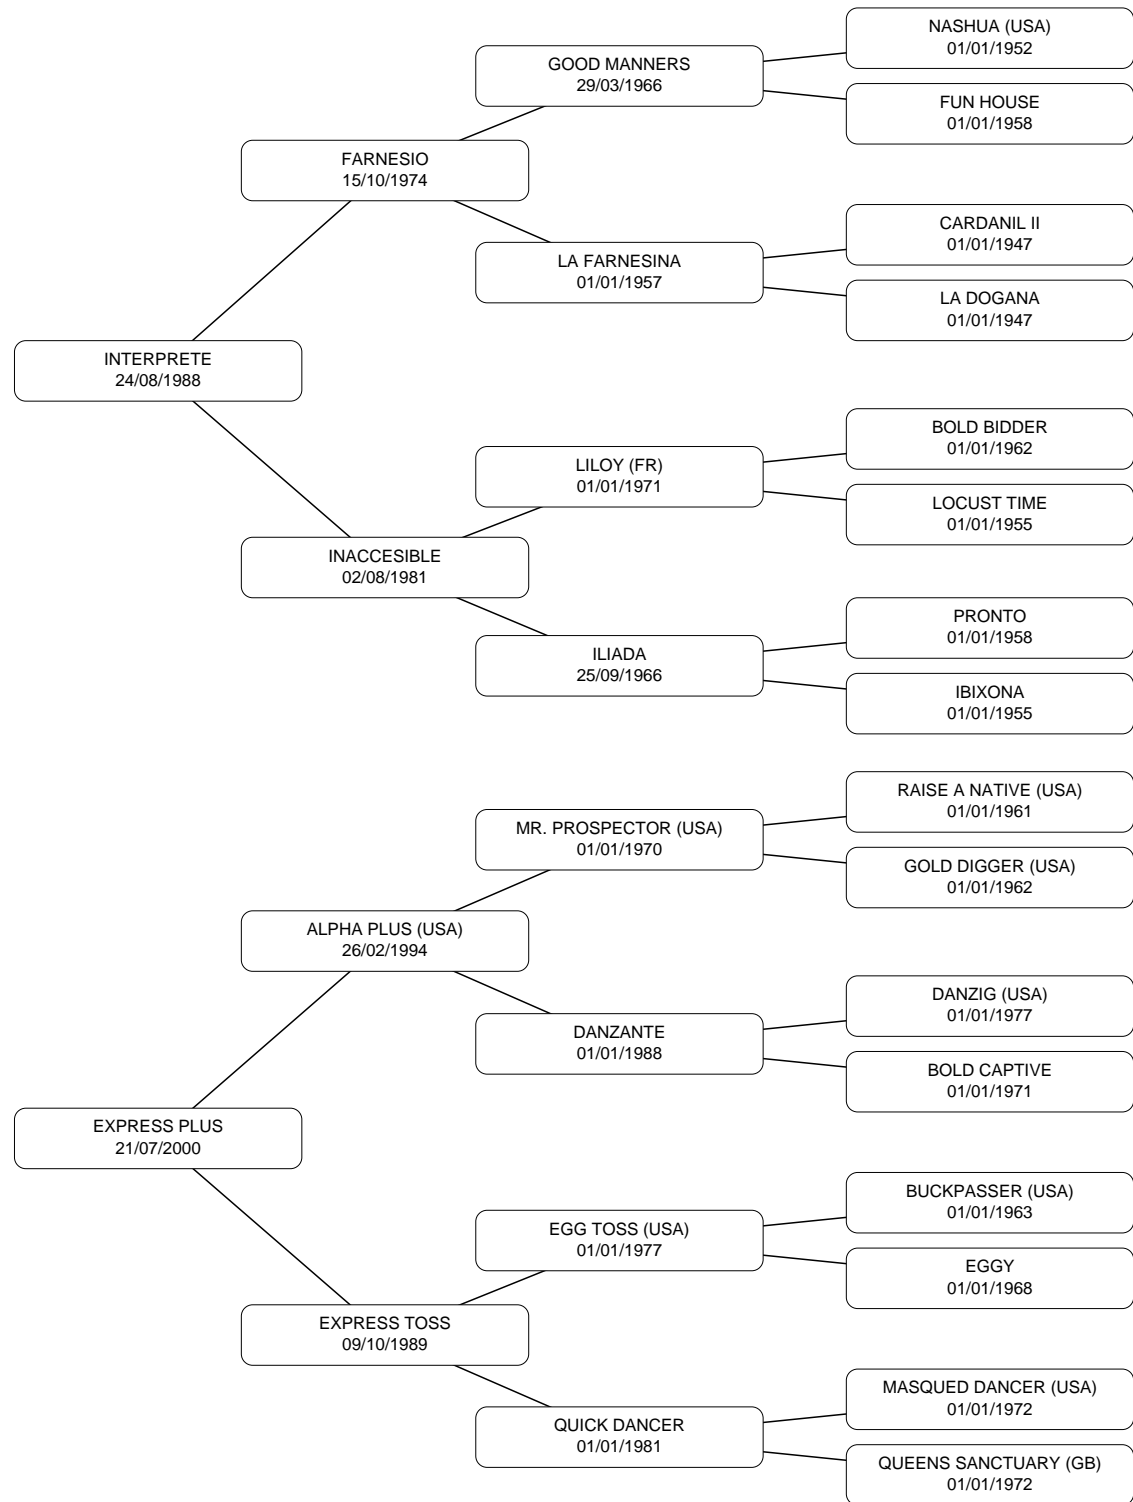 NASHUA (USA)
01/01/1952
GOOD MANNERS
29/03/1966
FUN HOUSE
01/01/1958
FARNESIO
15/10/1974
CARDANIL II
01/01/1947
LA FARNESINA
01/01/1957
LA DOGANA
01/01/1947
INTERPRETE
24/08/1988
BOLD BIDDER
01/01/1962
LILOY (FR)
01/01/1971
LOCUST TIME
01/01/1955
INACCESIBLE
02/08/1981
PRONTO
01/01/1958
ILIADA
25/09/1966
IBIXONA
01/01/1955
RAISE A NATIVE (USA)
01/01/1961
MR. PROSPECTOR (USA)
01/01/1970
GOLD DIGGER (USA)
01/01/1962
ALPHA PLUS (USA)
26/02/1994
DANZIG (USA)
01/01/1977
DANZANTE
01/01/1988
BOLD CAPTIVE
01/01/1971
EXPRESS PLUS
21/07/2000
BUCKPASSER (USA)
01/01/1963
EGG TOSS (USA)
01/01/1977
EGGY
01/01/1968
EXPRESS TOSS
09/10/1989
MASQUED DANCER (USA)
01/01/1972
QUICK DANCER
01/01/1981
QUEENS SANCTUARY (GB)
01/01/1972